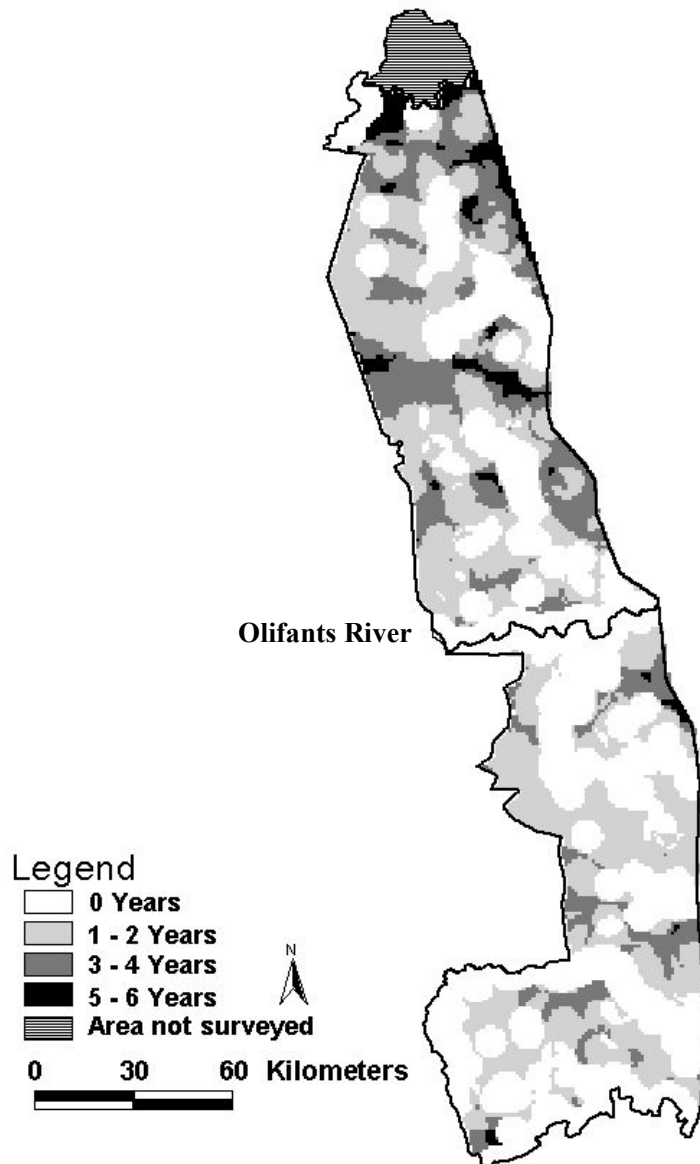 Olifants River
Legend
0 Years
1 - 2 Years
3 - 4 Years
5 - 6 Years
Area not surveyed
N
0 30 60 Kilometers